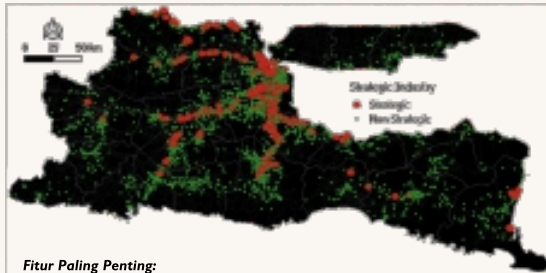 0 25 50 km
Strategic Industry
Strategic
Non Strategic
Fitur Paling Penting: